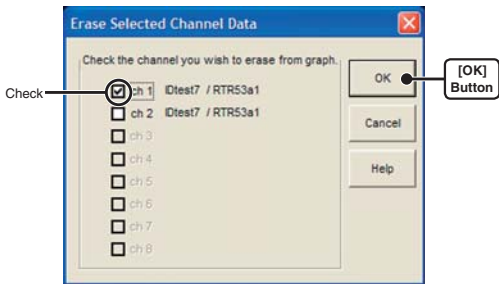 Erase Selected Channel Data
Check the channel you wish to erase from graph.
Check
ch 1 IDtest7 / RTR53a1
ch 2 IDtest7 / RTR53a1
ch 3
ch 4
ch 5
ch 6
ch 7
ch 8
OK
Cancel
Help
[OK]
Button